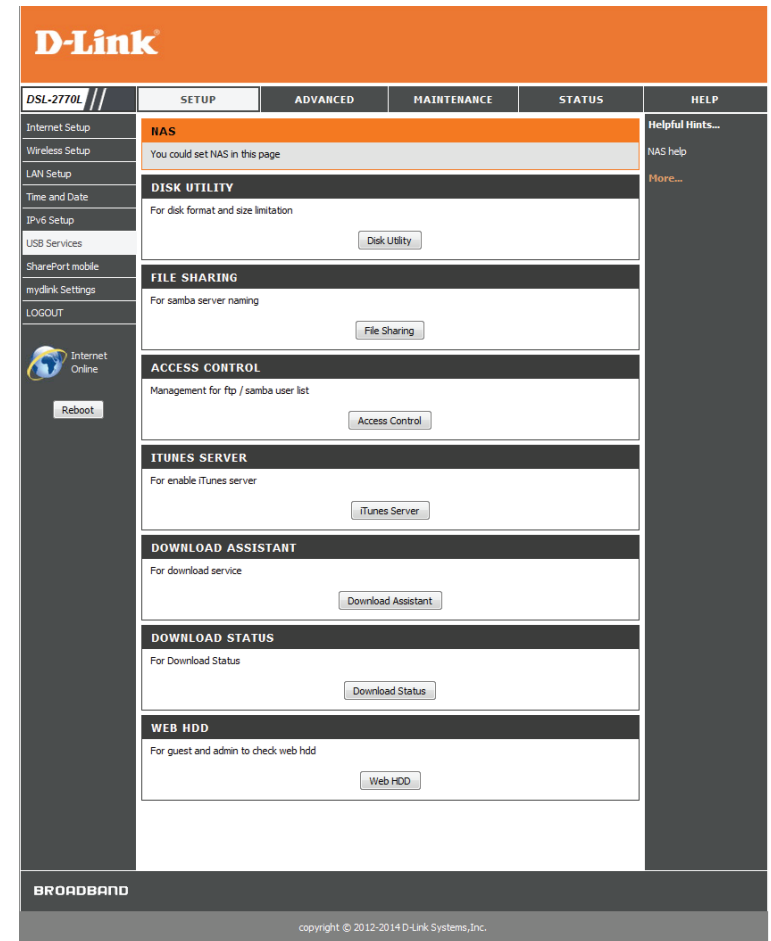 D-Link
DSL-2770L
SETUP
ADVANCED
MAINTENANCE
STATUS
HELP
Internet Setup
Wireless Setup
LAN Setup
Time and Date
IPv6 Setup
USB Services
SharePort mobile
mydlink Settings
LOGOUT
Internet
Online
Reboot
NAS
You could set NAS in this page
DISK UTILITY
For disk format and size limitation
Disk Utility
FILE SHARING
For samba server naming
File Sharing
ACCESS CONTROL
Management for ftp / samba user list
Access Control
ITUNES SERVER
For enable iTunes server
iTunes Server
DOWNLOAD ASSISTANT
For download service
Download Assistant
DOWNLOAD STATUS
For Download Status
Download Status
WEB HDD
For guest and admin to check web hdd
Web HDD
Helpful Hints...
NAS help
More...
BROADBAND
copyright © 2012-2014 D-Link Systems,Inc.